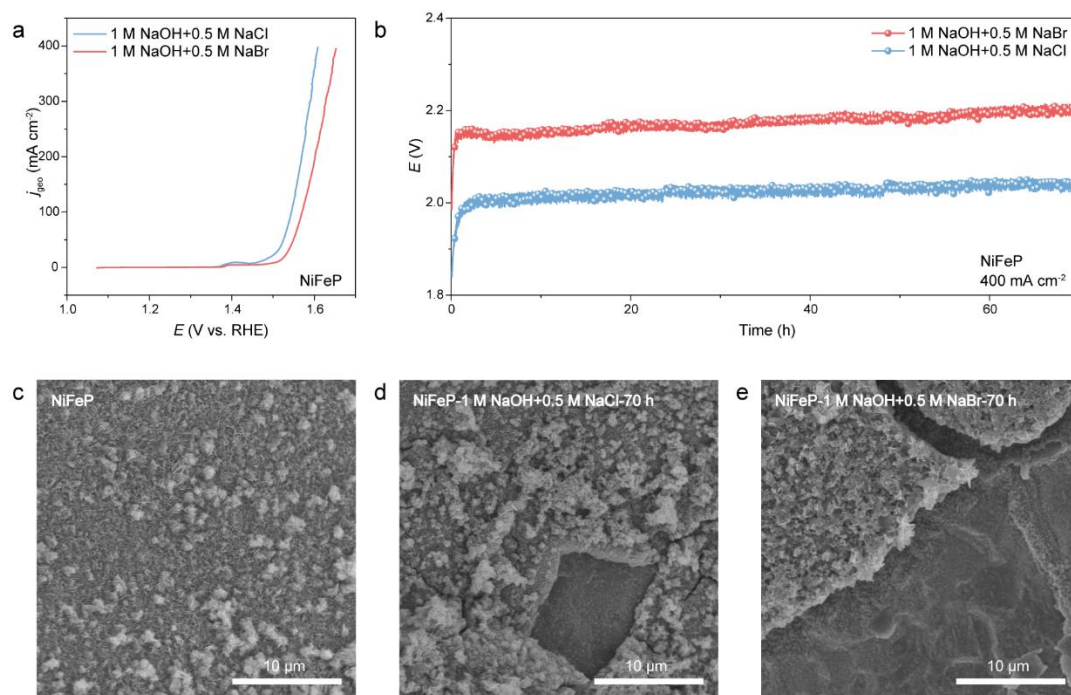 a
1 M NaOH+0.5 M NaCl
1 M NaOH+0.5 M NaBr
400
300
200
100
0
j_geo (mA cm⁻²)
NiFeP
1.0 1.2 1.4 1.6
E (V vs. RHE)
b
1 M NaOH+0.5 M NaBr
1 M NaOH+0.5 M NaCl
2.4
2.2
2.0
1.8
E (V)
NiFeP
400 mA cm⁻²
0 20 40 60
Time (h)
c NiFeP
10 µm
d NiFeP-1 M NaOH+0.5 M NaCl-70 h
10 µm
e NiFeP-1 M NaOH+0.5 M NaBr-70 h
10 µm